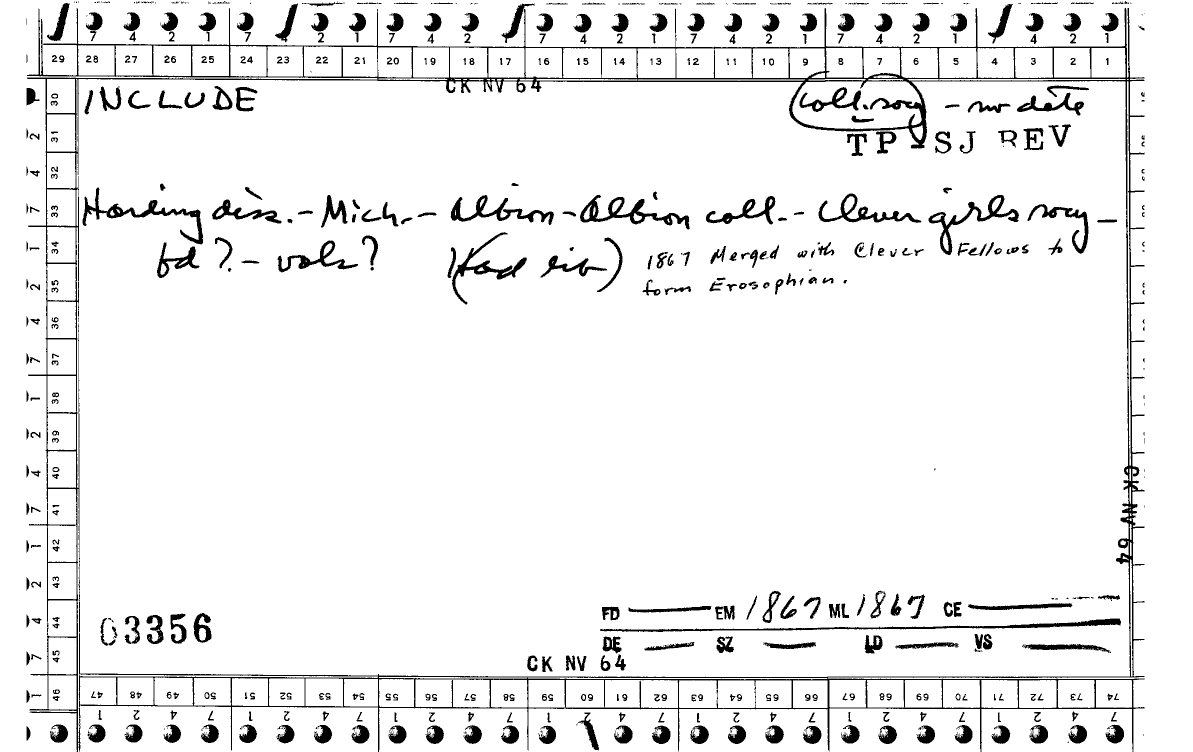 7 4 2 1 7 2 1 7 4 2 1 7 4 2 1 7 4 2 1 7 4 2 1 7 4 2 1
29 28 27 26 25 24 23 22 21 20 19 18 17 16 15 14 13 12 11 10 9 8 7 6 5 4 3 2 1
CK NV 64
INCLUDE
coll. socy - no date
TP-SJ REV
Harding diss. - Mich. - Albion - Albion coll. - Clever girls socy -
fd ? - vols ? (Had lib)
1867 Merged with Clever Fellows to
form Erosophian.
30
31
32
33
34
35
36
37
38
39
40
41
42
43
44
45
46
CK NV 64
03356
FD — EM 1867 ML 1867 CE —
DE — SZ — LD — VS —
CK NV 64
47 48 49 50 51 52 53 54 55 56 57 58 59 60 61 62 63 64 65 66 67 68 69 70 71 72 73 74
1 2 4 7 1 2 4 7 1 2 4 7 1 2 4 7 1 2 4 7 1 2 4 7 1 2 4 7